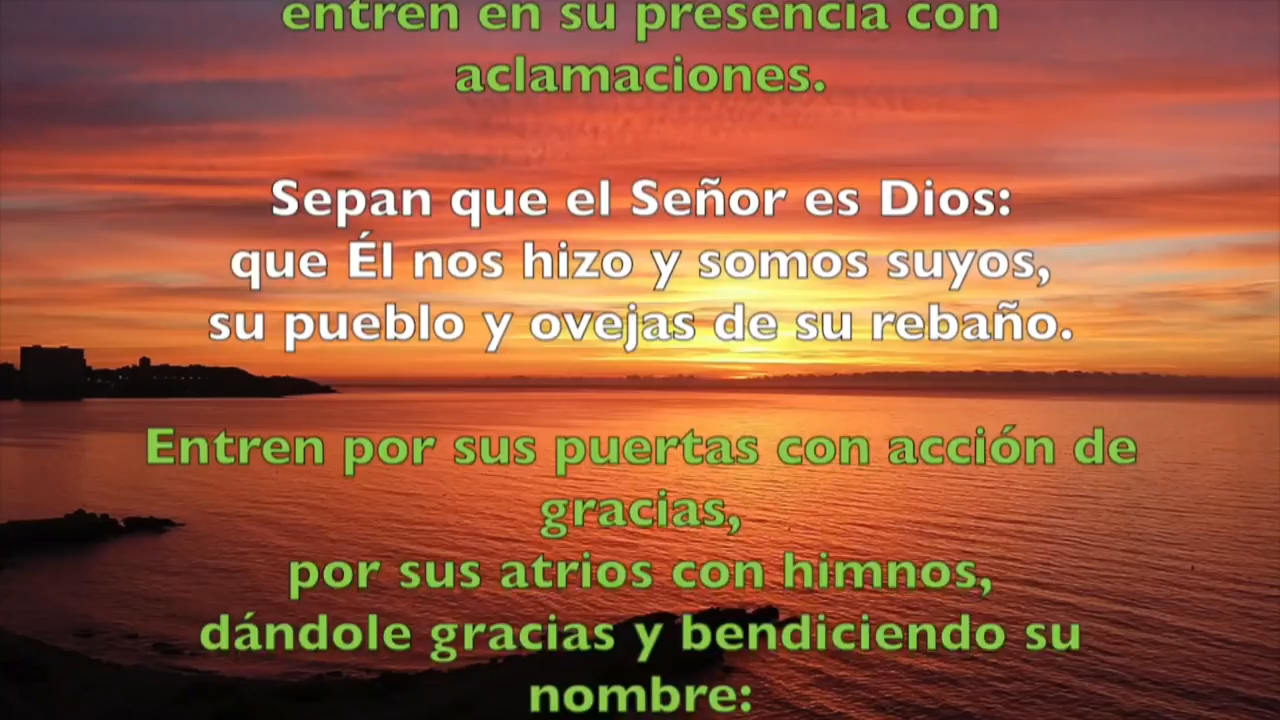 entren en su presencia con
aclamaciones.
Sepan que el Señor es Dios:
que Él nos hizo y somos suyos,
su pueblo y ovejas de su rebaño.
Entren por sus puertas con acción de
gracias,
por sus atrios con himnos,
dándole gracias y bendiciendo su
nombre: